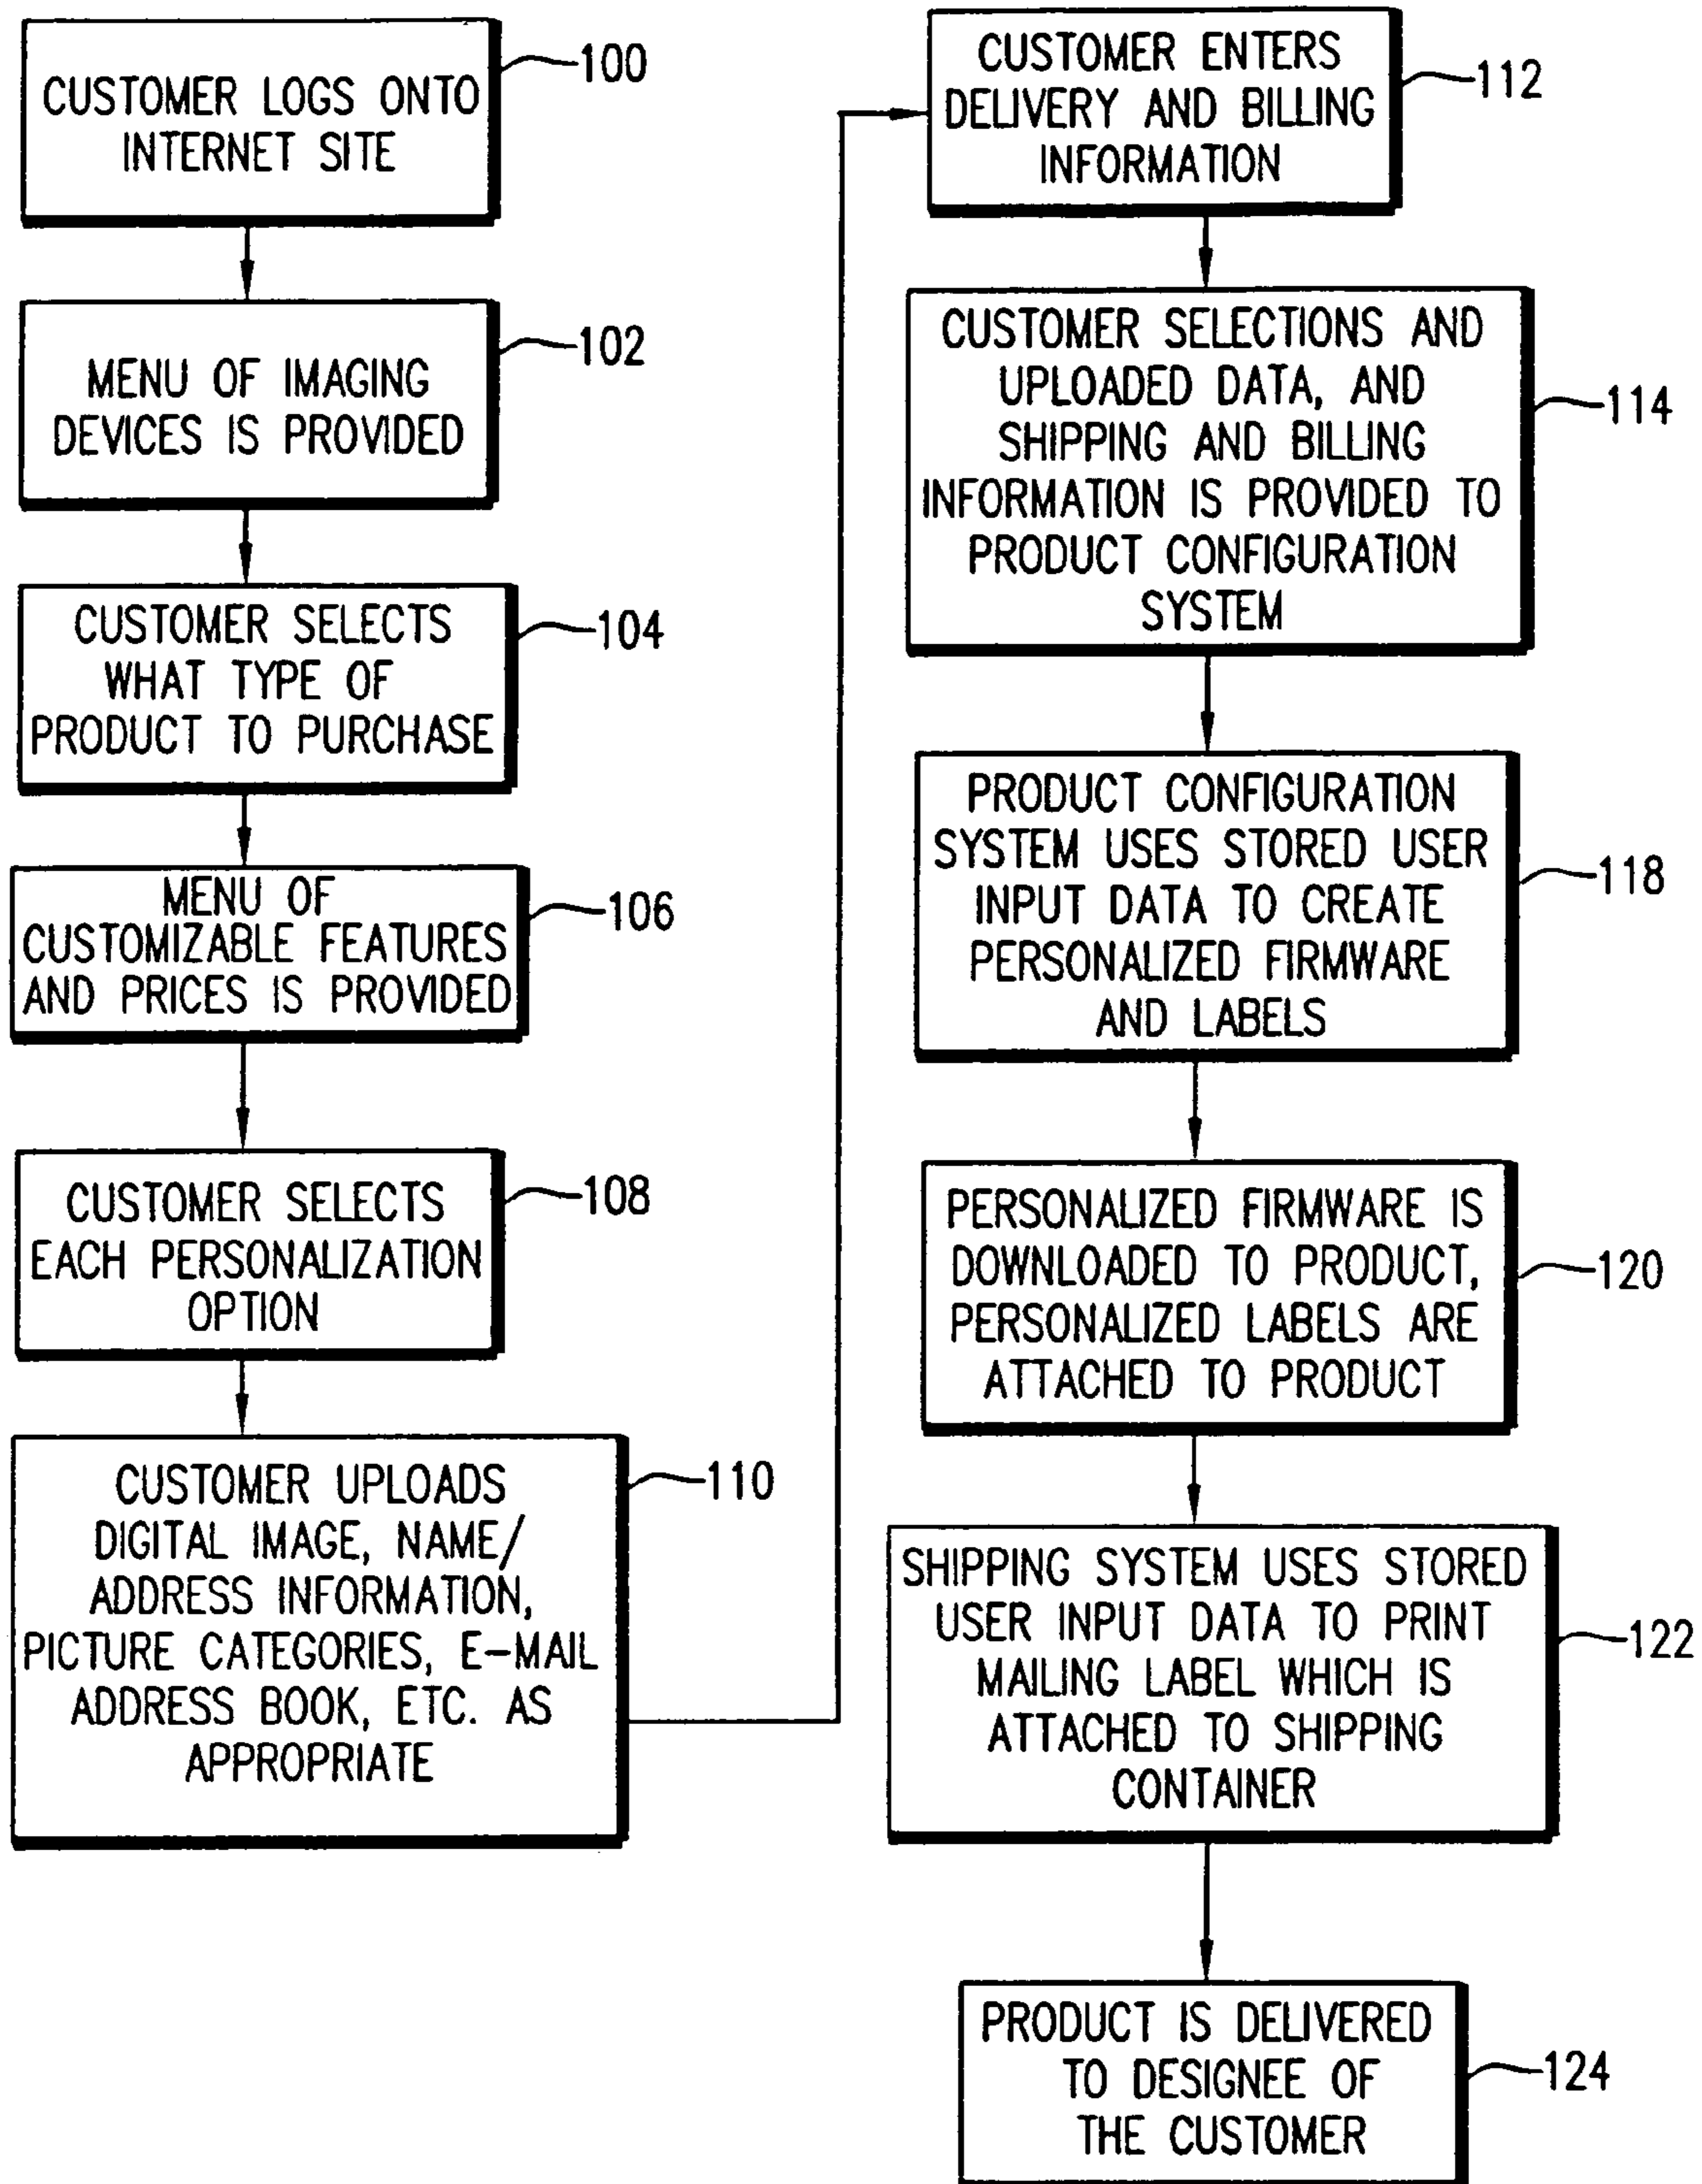 CUSTOMER LOGS ONTO
INTERNET SITE
100
MENU OF IMAGING
DEVICES IS PROVIDED
102
CUSTOMER SELECTS
WHAT TYPE OF
PRODUCT TO PURCHASE
104
MENU OF
CUSTOMIZABLE FEATURES
AND PRICES IS PROVIDED
106
CUSTOMER SELECTS
EACH PERSONALIZATION
OPTION
108
CUSTOMER UPLOADS
DIGITAL IMAGE, NAME/
ADDRESS INFORMATION,
PICTURE CATEGORIES, E-MAIL
ADDRESS BOOK, ETC. AS
APPROPRIATE
110
CUSTOMER ENTERS
DELIVERY AND BILLING
INFORMATION
112
CUSTOMER SELECTIONS AND
UPLOADED DATA, AND
SHIPPING AND BILLING
INFORMATION IS PROVIDED TO
PRODUCT CONFIGURATION
SYSTEM
114
PRODUCT CONFIGURATION
SYSTEM USES STORED USER
INPUT DATA TO CREATE
PERSONALIZED FIRMWARE
AND LABELS
118
PERSONALIZED FIRMWARE IS
DOWNLOADED TO PRODUCT,
PERSONALIZED LABELS ARE
ATTACHED TO PRODUCT
120
SHIPPING SYSTEM USES STORED
USER INPUT DATA TO PRINT
MAILING LABEL WHICH IS
ATTACHED TO SHIPPING
CONTAINER
122
PRODUCT IS DELIVERED
TO DESIGNEE OF
THE CUSTOMER
124